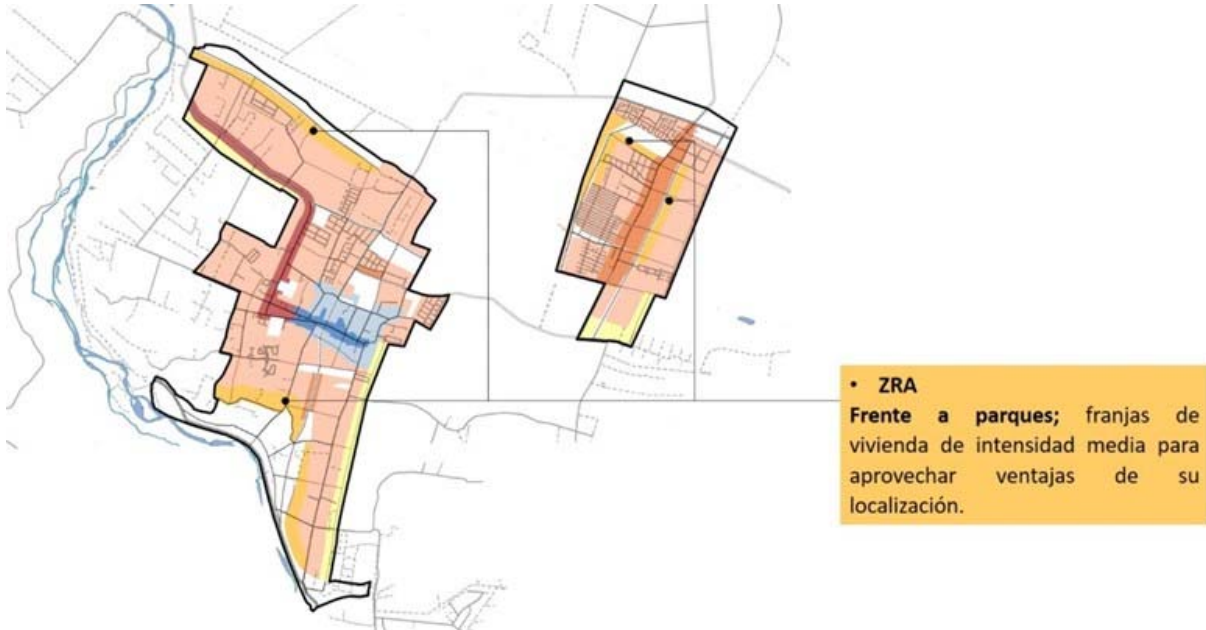 • ZRA
Frente a parques; franjas de
vivienda de intensidad media para
aprovechar ventajas de su
localización.